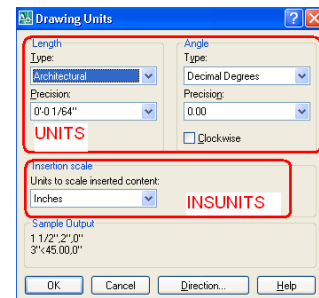 Drawing Units
Length
Type:
Architectural
Precision:
0'-0 1/64"
UNITS
Angle
Type:
Decimal Degrees
Precision:
0.00
Clockwise
Insertion scale
Units to scale inserted content:
Inches
INSUNITS
Sample Output
1 1/2",2",0"
3"<45.00,0"
OK Cancel Direction... Help